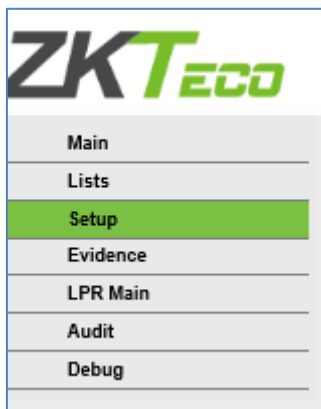 ZKTeco
Main
Lists
Setup
Evidence
LPR Main
Audit
Debug